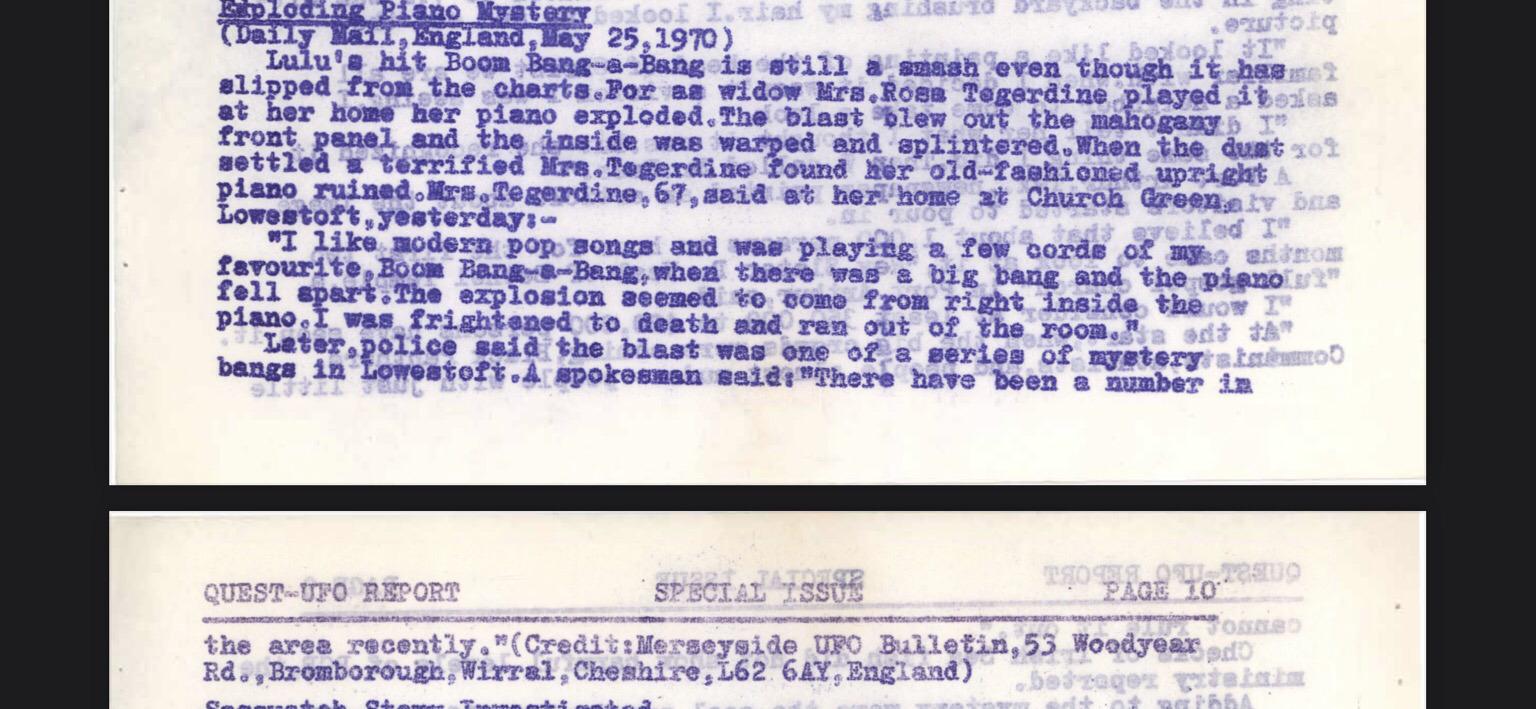 Exploding Piano Mystery
(Daily Mail,England,May 25,1970)
Lulu's hit Boom Bang-a-Bang is still a smash even though it has
slipped from the charts.For as widow Mrs.Rosa Tegerdine played it
at her home her piano exploded.The blast blew out the mahogany
front panel and the inside was warped and splintered.When the dust
settled a terrified Mrs.Tegerdine found her old-fashioned upright
piano ruined.Mrs.Tegerdine,67,said at her home at Church Green,
Lowestoft,yesterday:-
"I like modern pop songs and was playing a few cords of my
favourite,Boom Bang-a-Bang,when there was a big bang and the piano
fell apart.The explosion seemed to come from right inside the
piano.I was frightened to death and ran out of the room."
Later,police said the blast was one of a series of mystery
bangs in Lowestoft.A spokesman said:"There have been a number in
QUEST-UFO REPORT SPECIAL ISSUE PAGE 10
the area recently."(Credit:Merseyside UFO Bulletin,53 Woodyear
Rd.,Bromborough,Wirral,Cheshire,L62 6AY,England)
Sasquatch Story Investigated